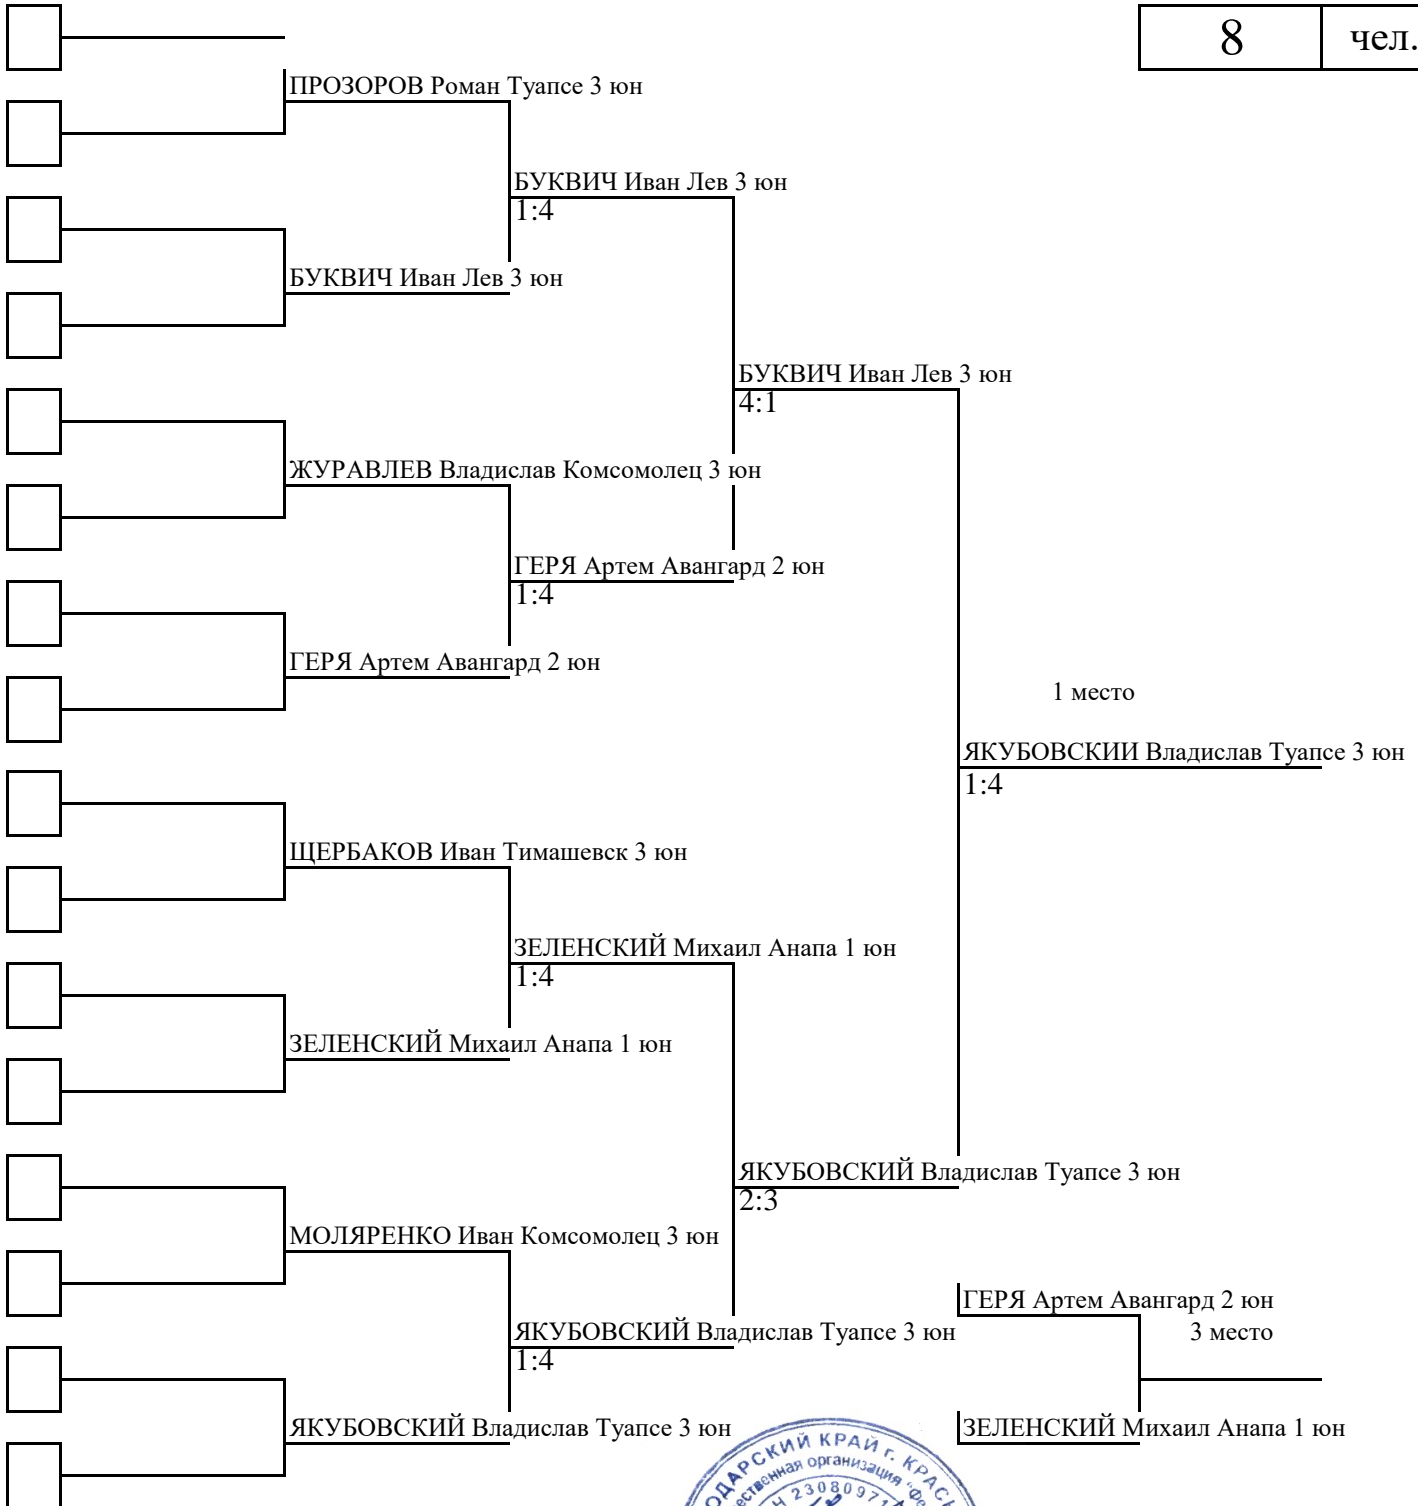 8 чел.
ПРОЗОРОВ Роман Туапсе 3 юн
БУКВИЧ Иван Лев 3 юн
1:4
БУКВИЧ Иван Лев 3 юн
БУКВИЧ Иван Лев 3 юн
4:1
ЖУРАВЛЕВ Владислав Комсомолец 3 юн
ГЕРЯ Артем Авангард 2 юн
1:4
ГЕРЯ Артем Авангард 2 юн
1 место
ЯКУБОВСКИЙ Владислав Туапсе 3 юн
1:4
ЩЕРБАКОВ Иван Тимашевск 3 юн
ЗЕЛЕНСКИЙ Михаил Анапа 1 юн
1:4
ЗЕЛЕНСКИЙ Михаил Анапа 1 юн
ЯКУБОВСКИЙ Владислав Туапсе 3 юн
2:3
МОЛЯРЕНКО Иван Комсомолец 3 юн
ГЕРЯ Артем Авангард 2 юн
ЯКУБОВСКИЙ Владислав Туапсе 3 юн
3 место
1:4
ЯКУБОВСКИЙ Владислав Туапсе 3 юн
ЗЕЛЕНСКИЙ Михаил Анапа 1 юн
КРАЙ г.
организация